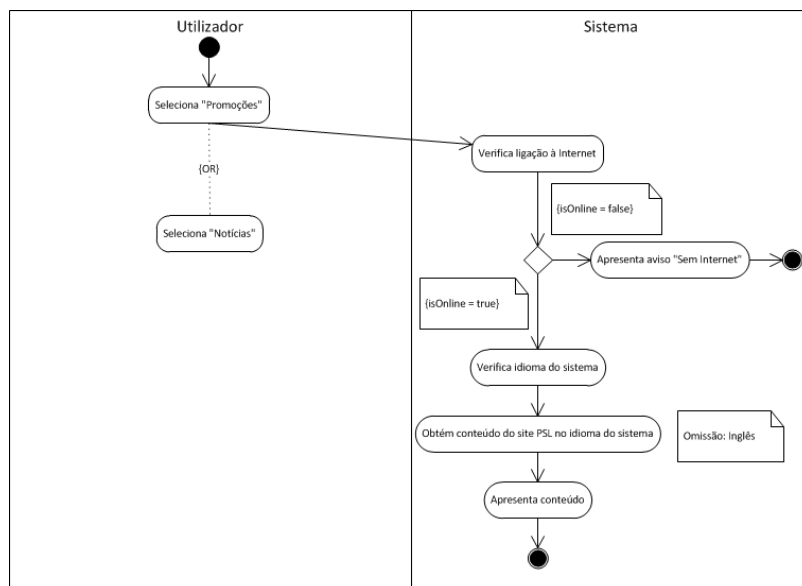 Utilizador
Sistema
Seleciona "Promoções"
{OR}
Seleciona "Notícias"
Verifica ligação à Internet
{isOnline = false}
Apresenta aviso "Sem Internet"
{isOnline = true}
Verifica idioma do sistema
Obtém conteúdo do site PSL no idioma do sistema
Omissão: Inglês
Apresenta conteúdo